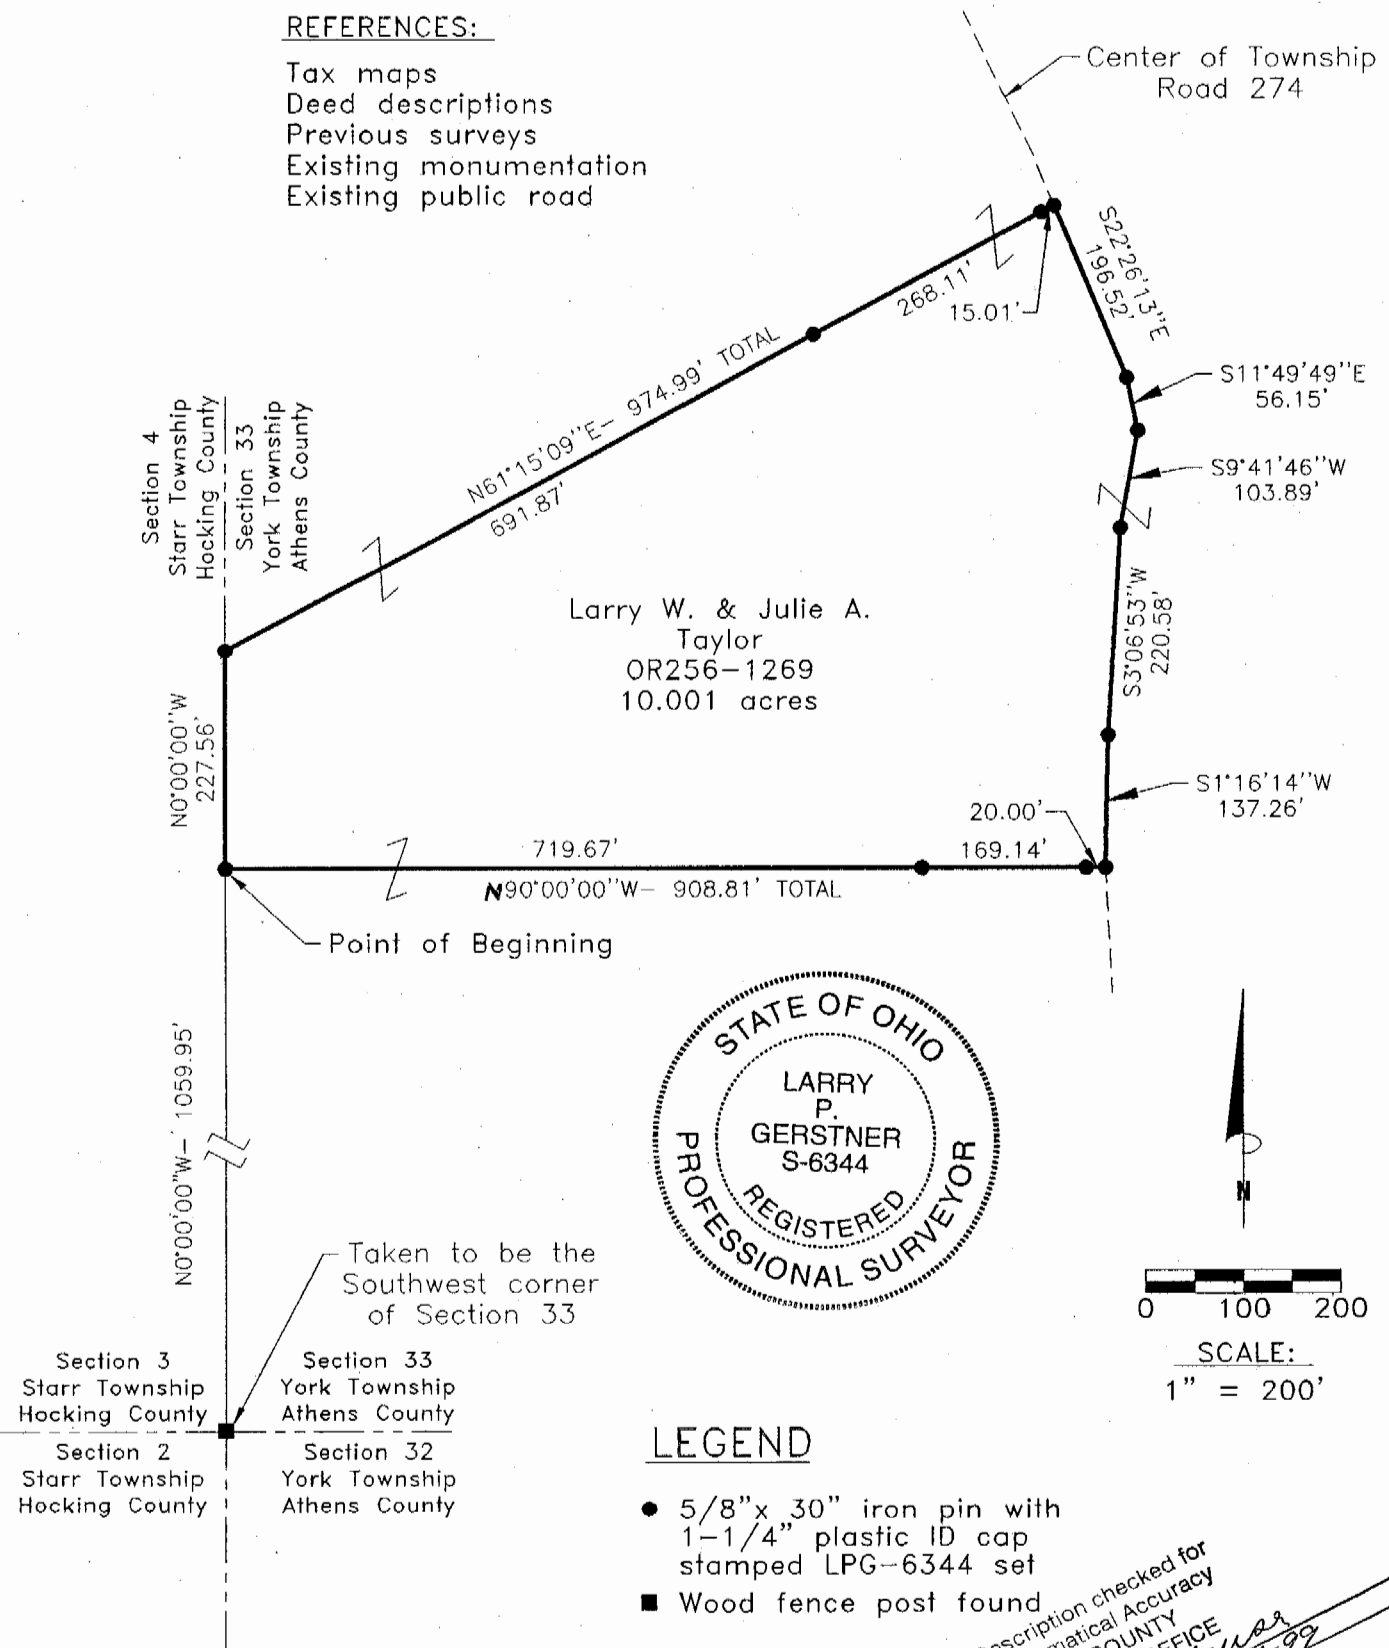 REFERENCES:
Tax maps
Deed descriptions
Previous surveys
Existing monumentation
Existing public road
Center of Township
Road 274
S22°26'13"E
196.52'
268.11'
15.01'
S11°49'49"E
56.15'
S9°41'46"W
103.89'
N61°15'09"E- 974.99' TOTAL
691.87'
Section 4
Starr Township
Hocking County
Section 33
York Township
Athens County
Larry W. & Julie A.
Taylor
OR256-1269
10.001 acres
S3°06'53"W
220.58'
N0°00'00"W
227.56'
S1°16'14"W
137.26'
20.00'
719.67'
169.14'
N90°00'00"W- 908.81' TOTAL
Point of Beginning
N0°00'00"W- 1059.95'
STATE OF OHIO
LARRY
P.
GERSTNER
S-6344
REGISTERED
PROFESSIONAL SURVEYOR
N
0 100 200
SCALE:
1" = 200'
Taken to be the
Southwest corner
of Section 33
Section 3
Starr Township
Hocking County
Section 33
York Township
Athens County
Section 2
Starr Township
Hocking County
Section 32
York Township
Athens County
LEGEND
5/8"x 30" iron pin with
1-1/4" plastic ID cap
stamped LPG-6344 set
Wood fence post found
checked for
Accuracy